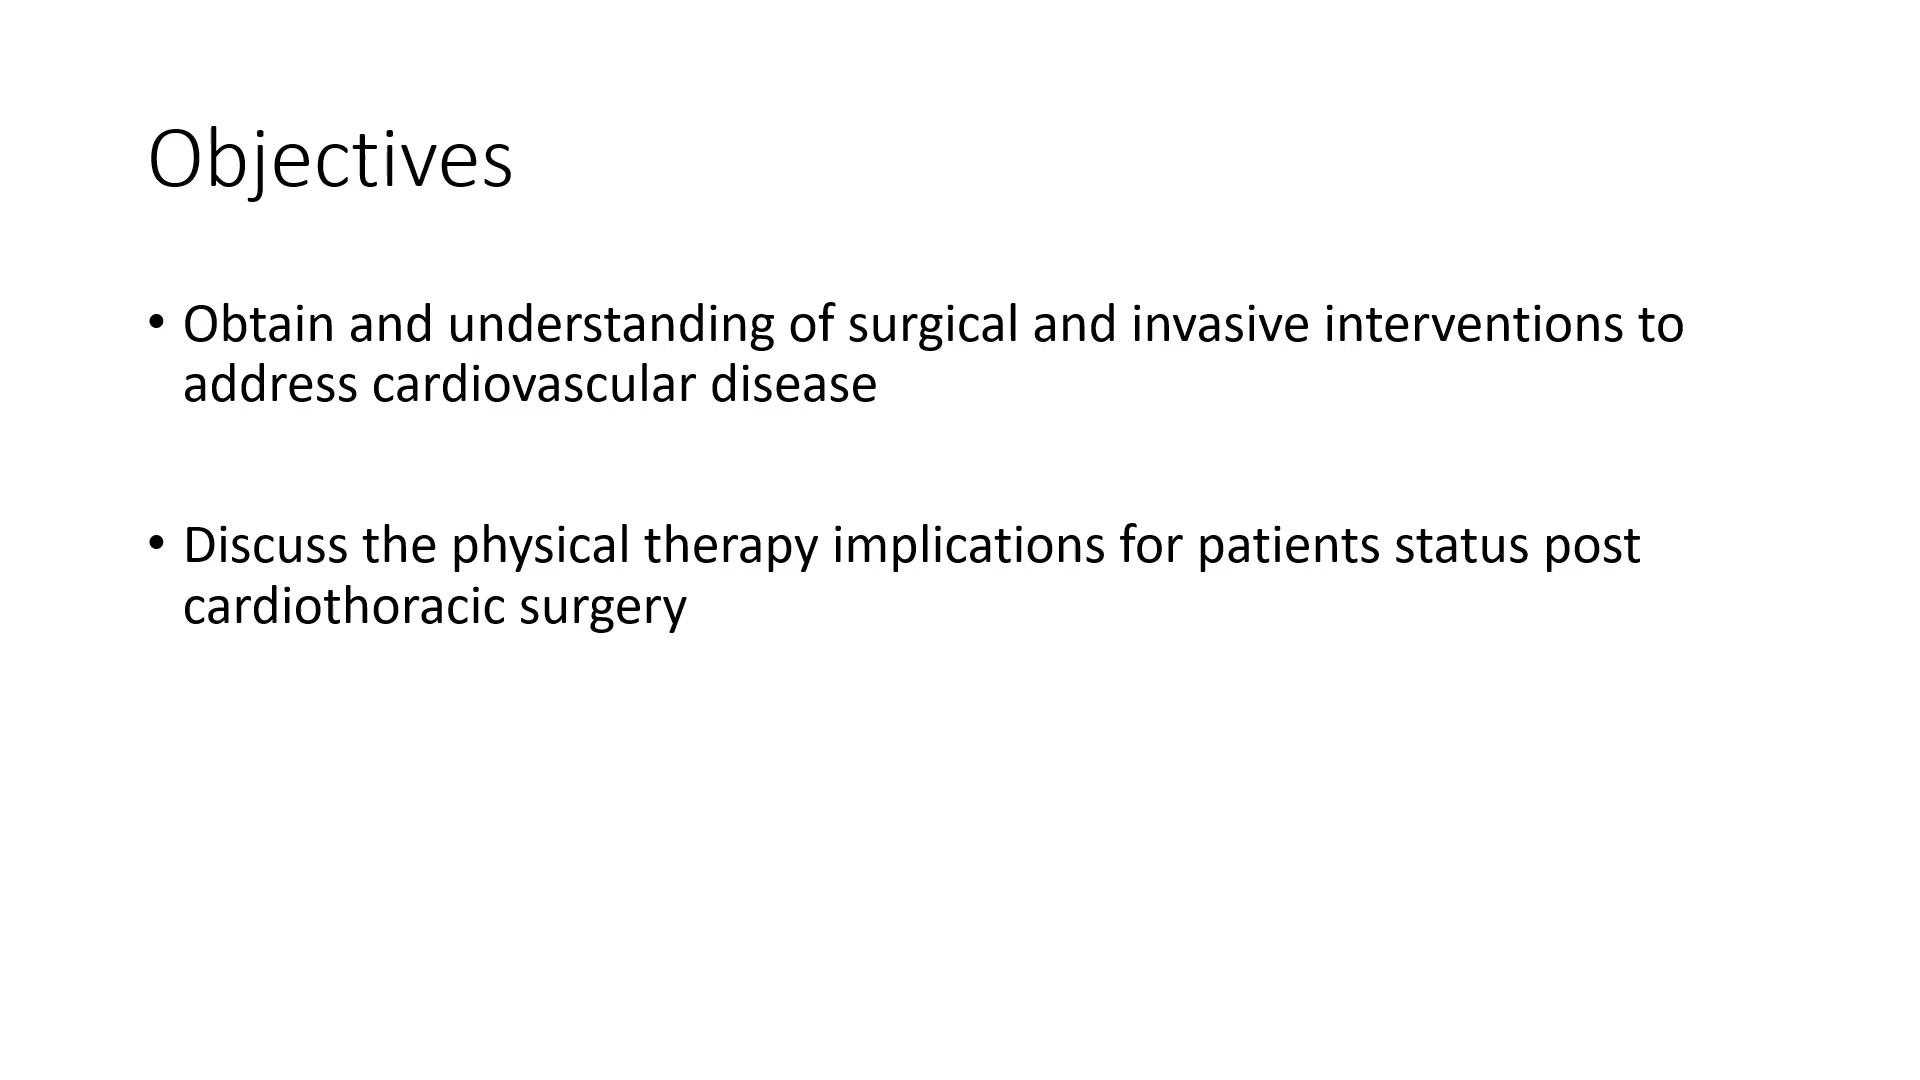 Objectives
• Obtain and understanding of surgical and invasive interventions to
address cardiovascular disease
• Discuss the physical therapy implications for patients status post
cardiothoracic surgery